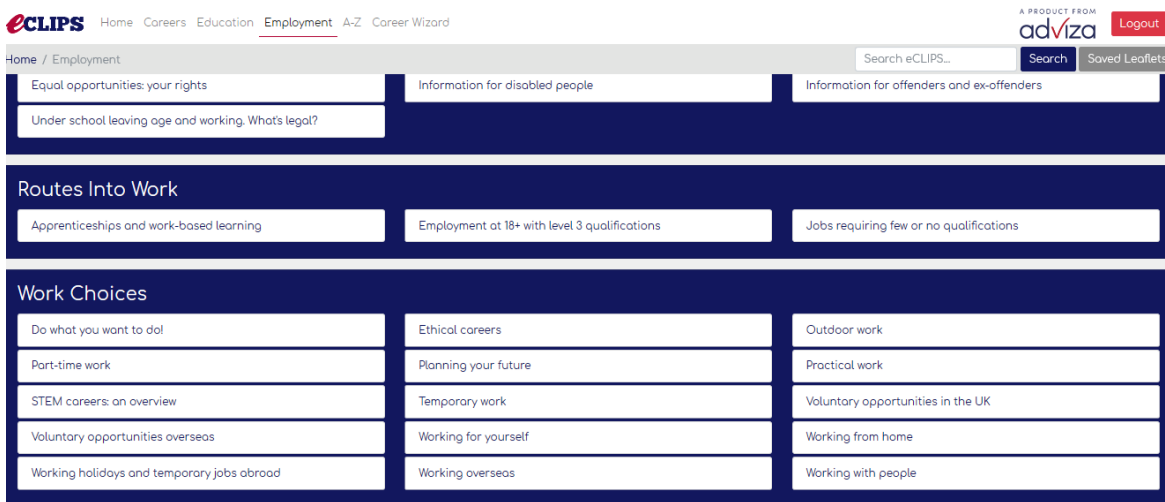 eCLIPS Home Careers Education Employment A-Z Career Wizard
A PRODUCT FROM
adviza
Logout
Home / Employment
Search eCLIPS...
Search
Saved Leaflets
Equal opportunities: your rights
Information for disabled people
Information for offenders and ex-offenders
Under school leaving age and working. What's legal?
Routes Into Work
Apprenticeships and work-based learning
Employment at 18+ with level 3 qualifications
Jobs requiring few or no qualifications
Work Choices
Do what you want to do!
Ethical careers
Outdoor work
Part-time work
Planning your future
Practical work
STEM careers: an overview
Temporary work
Voluntary opportunities in the UK
Voluntary opportunities overseas
Working for yourself
Working from home
Working holidays and temporary jobs abroad
Working overseas
Working with people